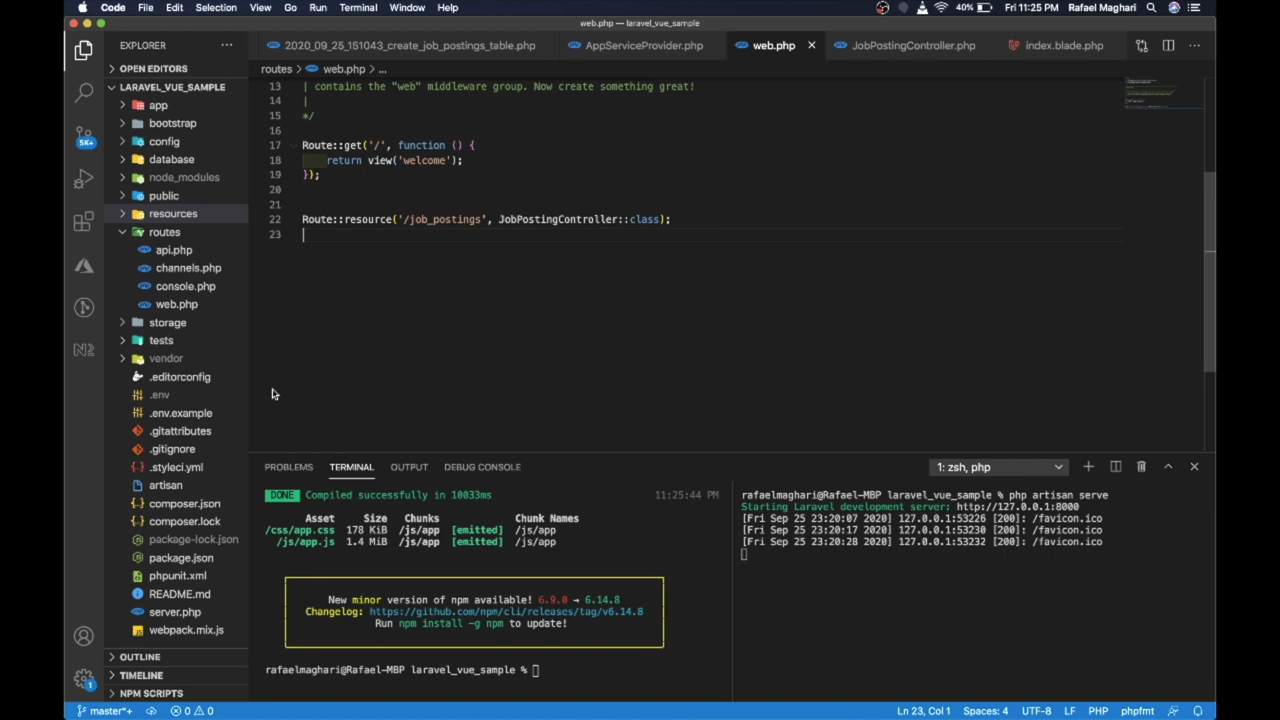 Code File Edit Selection View Go Run Terminal Window Help 40% Fri 11:25 PM Rafael Maghari
web.php — laravel_vue_sample
EXPLORER
2020_09_25_151043_create_job_postings_table.php AppServiceProvider.php web.php JobPostingController.php index.blade.php
routes > web.php > ...
OPEN EDITORS
LARAVEL_VUE_SAMPLE
app
bootstrap
config
database
node_modules
public
resources
routes
api.php
channels.php
console.php
web.php
storage
tests
vendor
.editorconfig
.env
.env.example
.gitattributes
.gitignore
.styleci.yml
artisan
composer.json
composer.lock
package-lock.json
package.json
phpunit.xml
README.md
server.php
webpack.mix.js
OUTLINE
TIMELINE
NPM SCRIPTS
5K+
1
13 | contains the "web" middleware group. Now create something great!
14 |
15 */
16
17 Route::get('/', function () {
18 return view('welcome');
19 });
20
21
22 Route::resource('/job_postings', JobPostingController::class);
23
PROBLEMS TERMINAL OUTPUT DEBUG CONSOLE 1: zsh, php
DONE Compiled successfully in 10033ms 11:25:44 PM
Asset Size Chunks Chunk Names
/css/app.css 178 KiB /js/app [emitted] /js/app
/js/app.js 1.4 MiB /js/app [emitted] /js/app
New minor version of npm available! 6.9.0 → 6.14.8
Changelog: https://github.com/npm/cli/releases/tag/v6.14.8
Run npm install -g npm to update!
rafaelmaghari@Rafael-MBP laravel_vue_sample %
rafaelmaghari@Rafael-MBP laravel_vue_sample % php artisan serve
Starting Laravel development server: http://127.0.0.1:8000
[Fri Sep 25 23:20:07 2020] 127.0.0.1:53226 [200]: /favicon.ico
[Fri Sep 25 23:20:17 2020] 127.0.0.1:53230 [200]: /favicon.ico
[Fri Sep 25 23:20:28 2020] 127.0.0.1:53232 [200]: /favicon.ico
master*+ 0 0 Ln 23, Col 1 Spaces: 4 UTF-8 LF PHP phpfmt